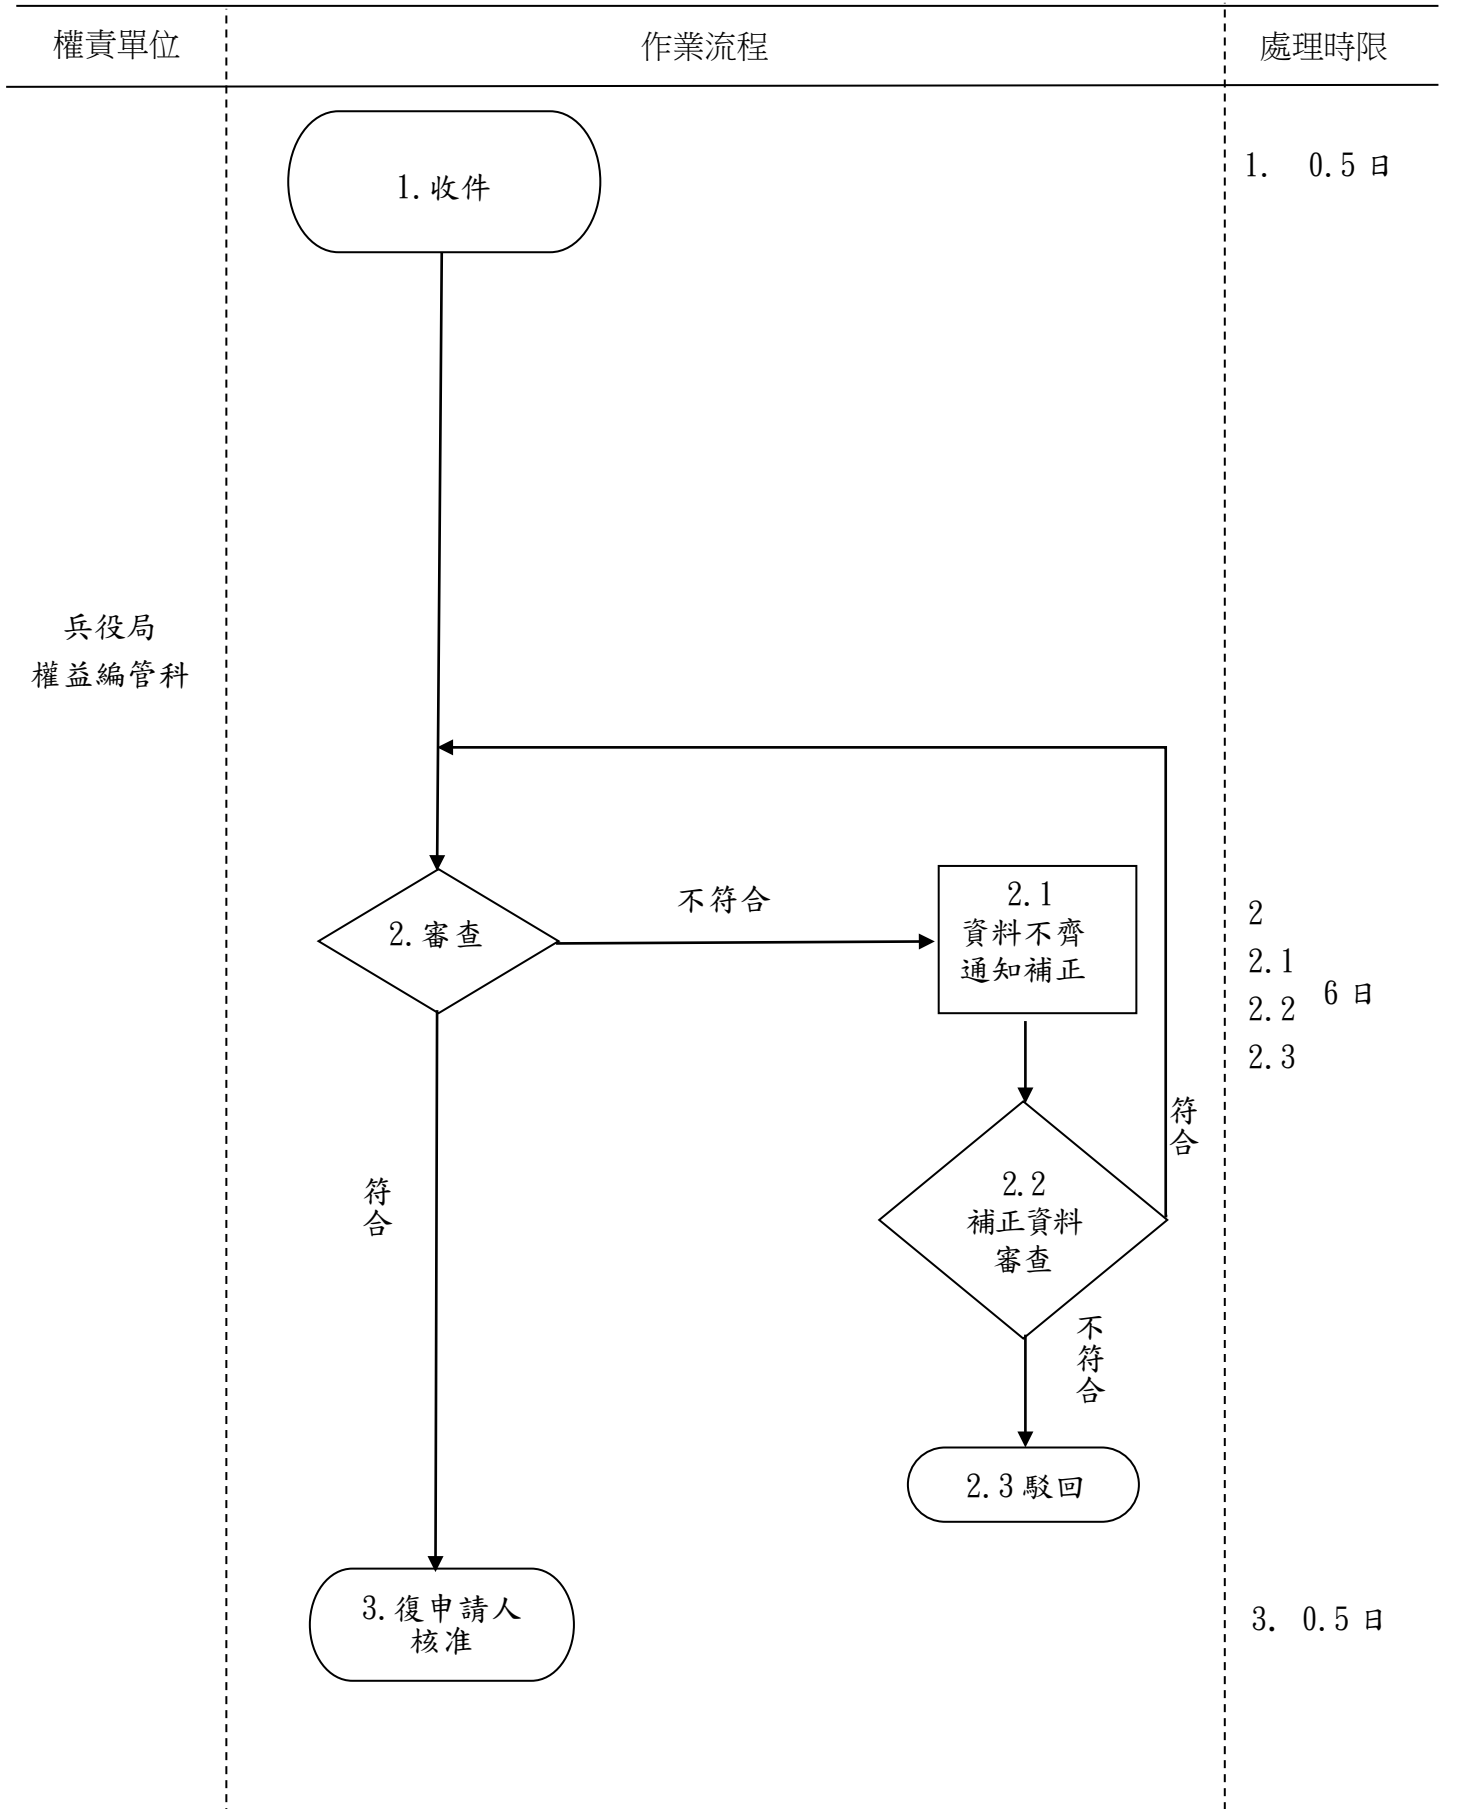 權責單位
作業流程
處理時限
1.收件
1. 0.5日
兵役局
權益編管科
2.審查
不符合
2.1
資料不齊
通知補正
2
2.1
2.2
2.3
6日
符合
2.2
補正資料
審查
符合
不符合
2.3駁回
3.復申請人
核准
3. 0.5日